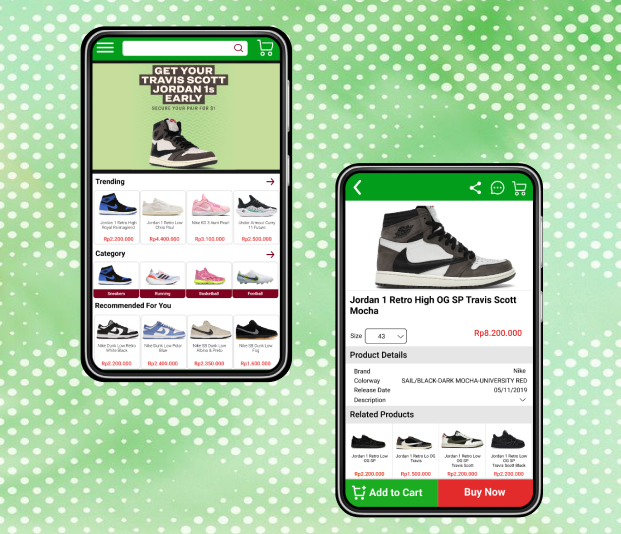 GET YOUR
TRAVIS SCOTT
JORDAN 1s
EARLY
SECURE YOUR PAIR FOR $1
Trending
Jordan 1 Retro High
Royal Reimagined
Rp2.200.000
Jordan 1 Retro Low
Chris Paul
Rp4.400.000
Nike KD 3 Aunt Pearl
Rp3.100.000
Under Armour Curry
11 Future
Rp2.500.000
Category
Sneakers
Running
Basketball
Football
Recommended For You
Nike Dunk Low Retro
White Black
Rp2.200.000
Nike Dunk Low Polar
Blue
Rp2.400.000
Nike SB Dunk Low
Albino & Preto
Rp2.350.000
Nike SB Dunk Low
Fog
Rp1.600.000
Jordan 1 Retro High OG SP Travis Scott
Mocha
Size 43
Rp8.200.000
Product Details
Brand Nike
Colorway SAIL/BLACK-DARK MOCHA-UNIVERSITY RED
Release Date 05/11/2019
Description
Related Products
Jordan 1 Retro Low
OG SP
Rp2,200.000
Jordan 1 Retro Lo OG
Travis
Rp1.500.000
Jordan 1 Retro Low
OG SP
Travis Scott
Rp2.200.000
Jordan 1 Retro Low
OG SP
Travis Scott Black
Rp2.200.000
Add to Cart
Buy Now